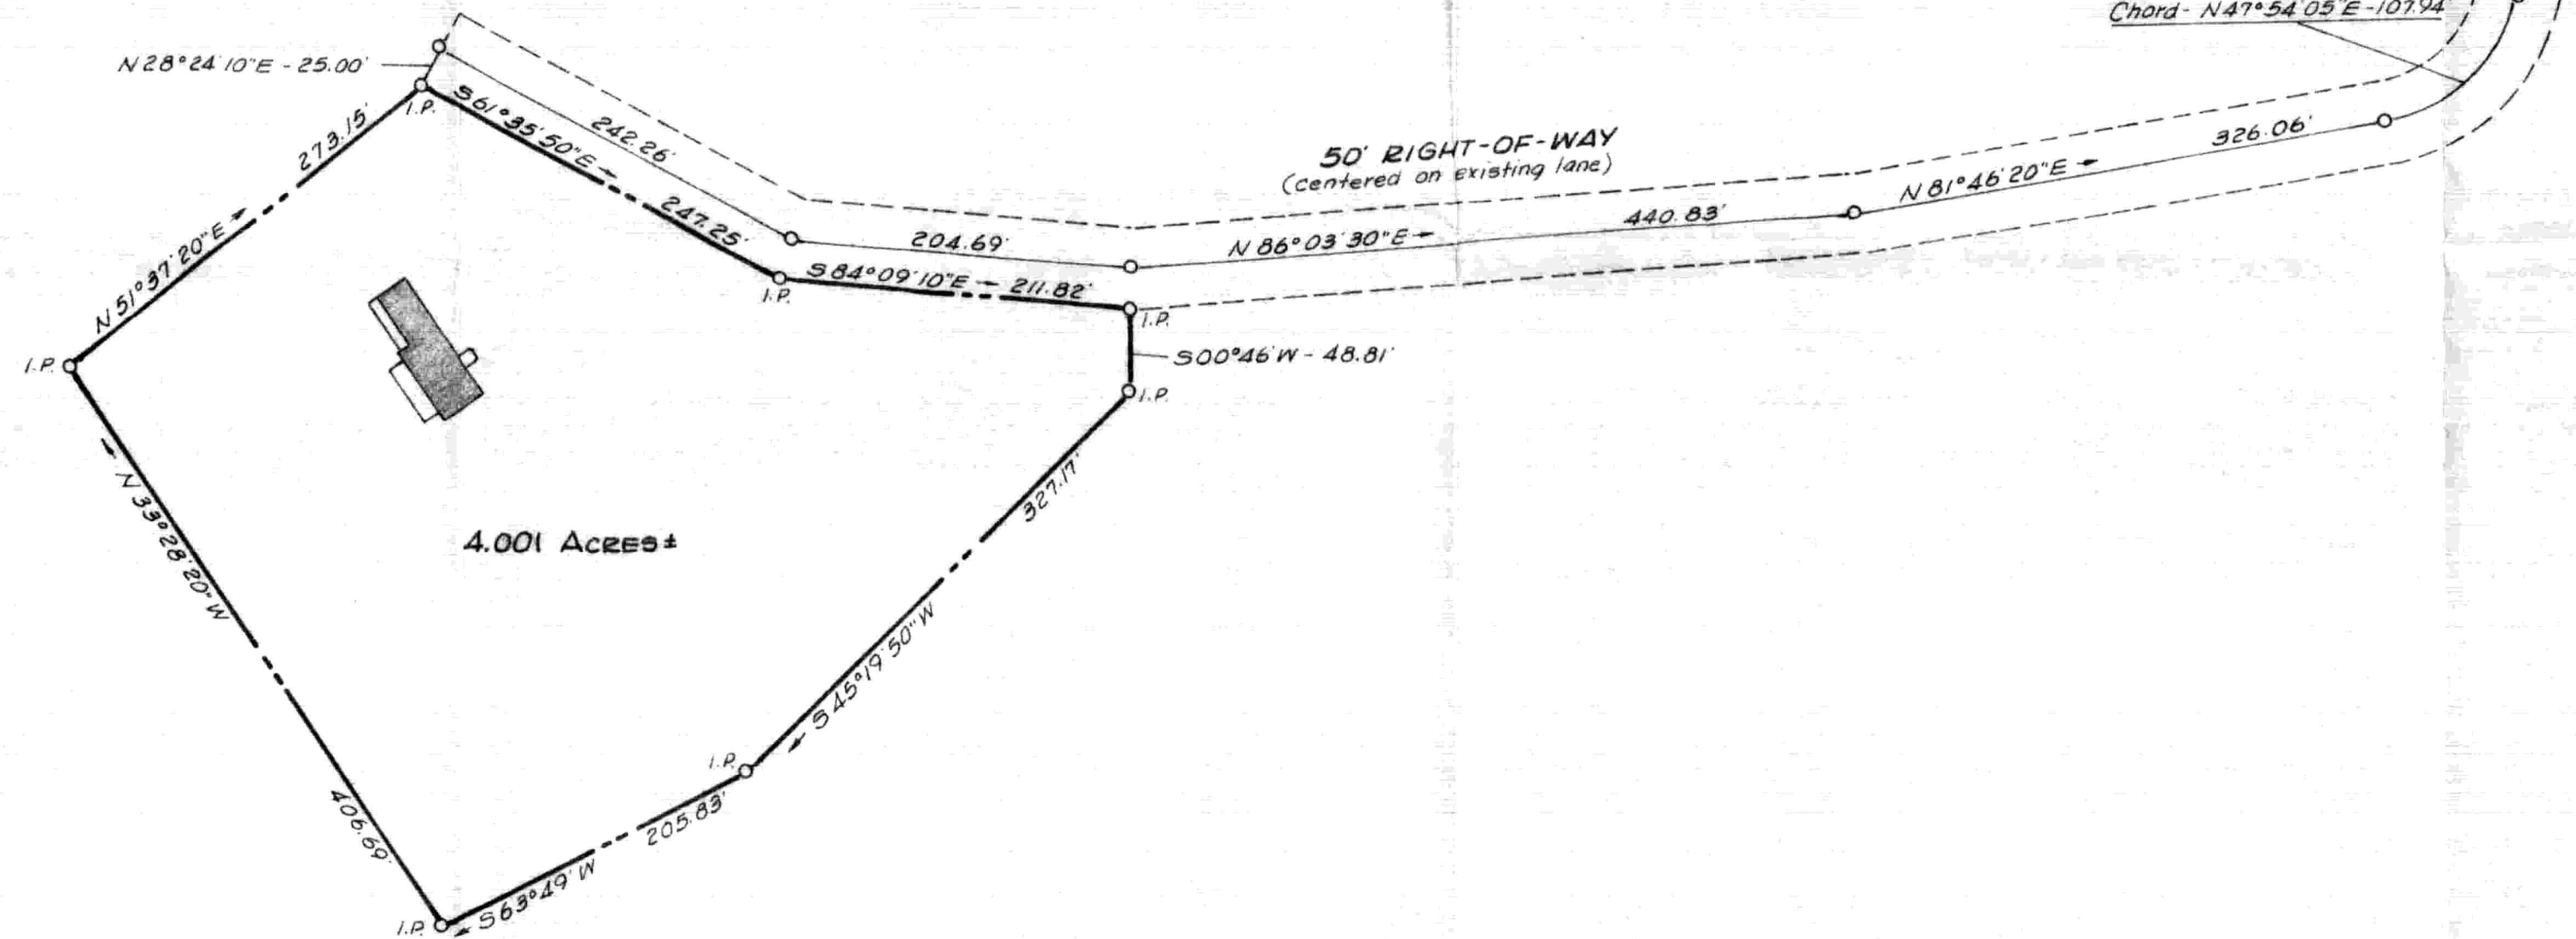 Chord - N47°54'05"E - 107.94'
N28°24'10"E - 25.00'
I.P.
273.15'
S61°35'50"E
242.26'
247.25'
N51°37'20"E
I.P.
I.P.
50' RIGHT-OF-WAY
(centered on existing lane)
326.06'
N81°46'20"E
440.83'
N86°03'30"E
204.69'
S84°09'10"E
211.82'
I.P.
S00°46'W - 48.81'
I.P.
327.17'
S45°19'50"W
N33°28'20"W
4.001 ACRES±
406.69'
I.P.
205.83'
S63°49'W
I.P.